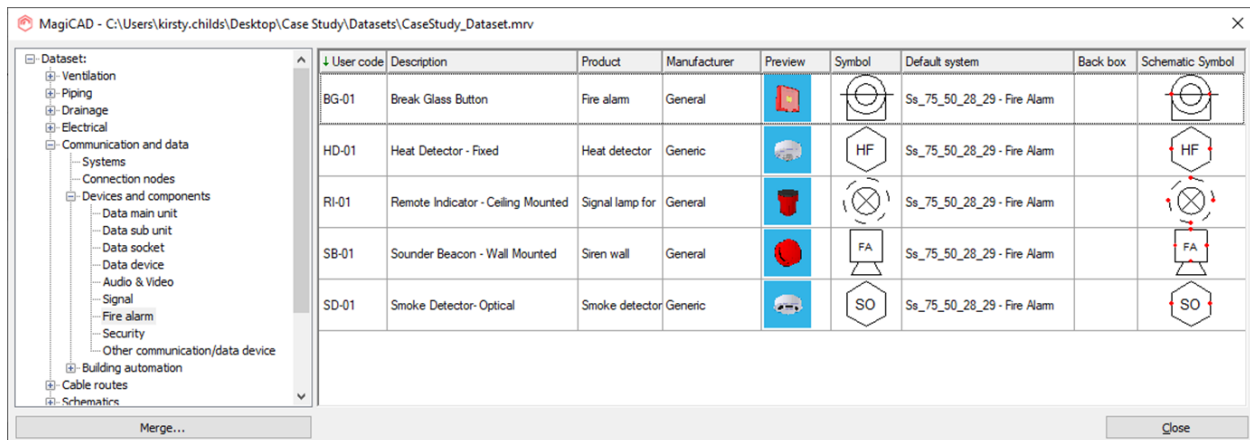 MagiCAD - C:\Users\kirsty.childs\Desktop\Case Study\Datasets\CaseStudy_Dataset.mrv
Dataset:
Ventilation
Piping
Drainage
Electrical
Communication and data
Systems
Connection nodes
Devices and components
Data main unit
Data sub unit
Data socket
Data device
Audio & Video
Signal
Fire alarm
Security
Other communication/data device
Building automation
Cable routes
Schematics
Merge...
↓ User code Description Product Manufacturer Preview Symbol Default system Back box Schematic Symbol
BG-01 Break Glass Button Fire alarm General Ss_75_50_28_29 - Fire Alarm
HD-01 Heat Detector - Fixed Heat detector Generic HF Ss_75_50_28_29 - Fire Alarm HF
RI-01 Remote Indicator - Ceiling Mounted Signal lamp for General Ss_75_50_28_29 - Fire Alarm
SB-01 Sounder Beacon - Wall Mounted Siren wall General FA Ss_75_50_28_29 - Fire Alarm FA
SD-01 Smoke Detector- Optical Smoke detector Generic SO Ss_75_50_28_29 - Fire Alarm SO
Close